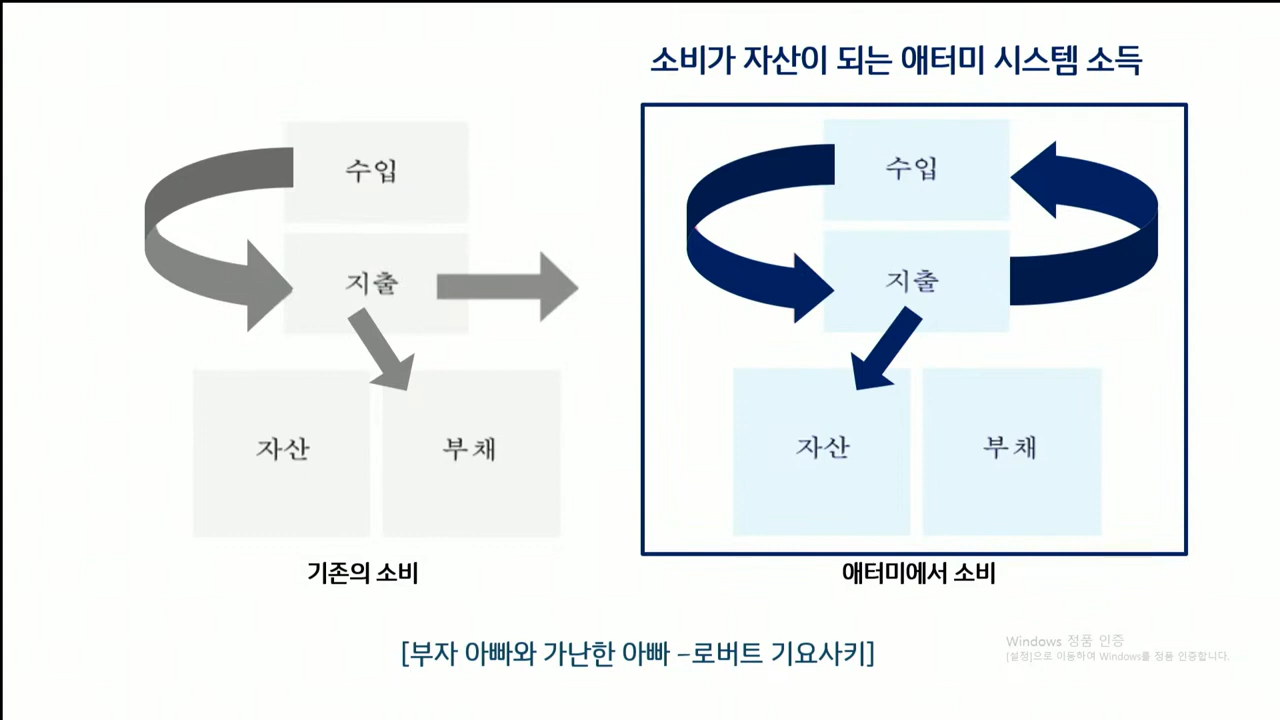 소비가 자산이 되는 애터미 시스템 소득
수입
지출
자산
부채
기존의 소비
수입
지출
자산
부채
애터미에서 소비
[부자 아빠와 가난한 아빠 –로버트 기요사키]
Windows 정품 인증
[설정]으로 이동하여 Windows를 정품 인증합니다.